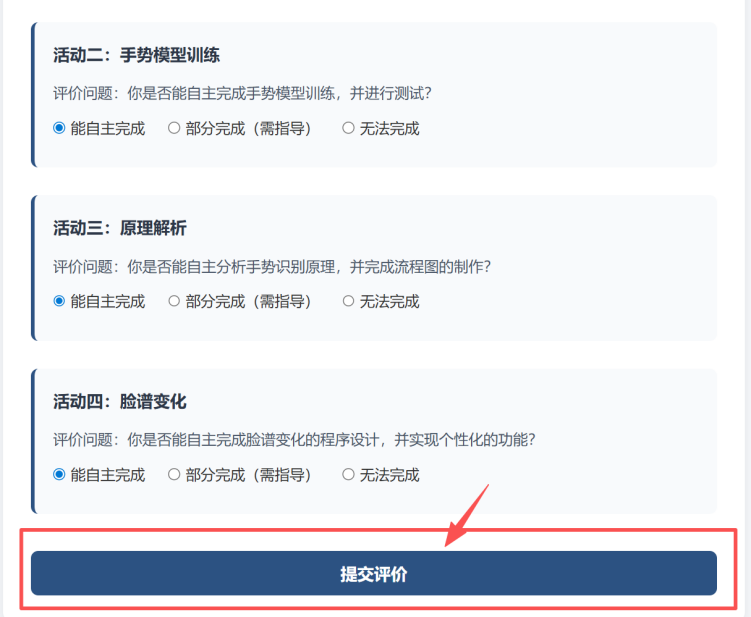 活动二：手势模型训练
评价问题：你是否能自主完成手势模型训练，并进行测试？
能自主完成 部分完成（需指导） 无法完成
活动三：原理解析
评价问题：你是否能自主分析手势识别原理，并完成流程图的制作？
能自主完成 部分完成（需指导） 无法完成
活动四：脸谱变化
评价问题：你是否能自主完成脸谱变化的程序设计，并实现个性化的功能？
能自主完成 部分完成（需指导） 无法完成
提交评价